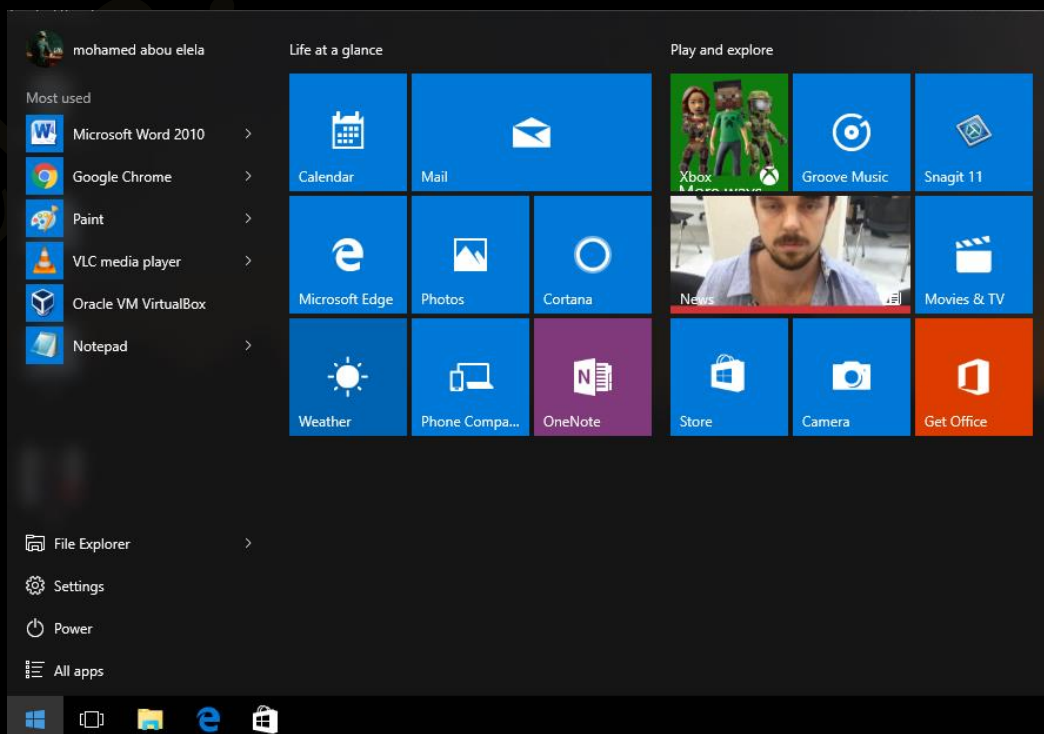 mohamed abou elela
Most used
Microsoft Word 2010
Google Chrome
Paint
VLC media player
Oracle VM VirtualBox
Notepad
File Explorer
Settings
Power
All apps
Life at a glance
Calendar
Mail
Microsoft Edge
Photos
Cortana
Weather
Phone Compa...
OneNote
Play and explore
Xbox
More ways
Groove Music
Snagit 11
News
Movies & TV
Store
Camera
Get Office